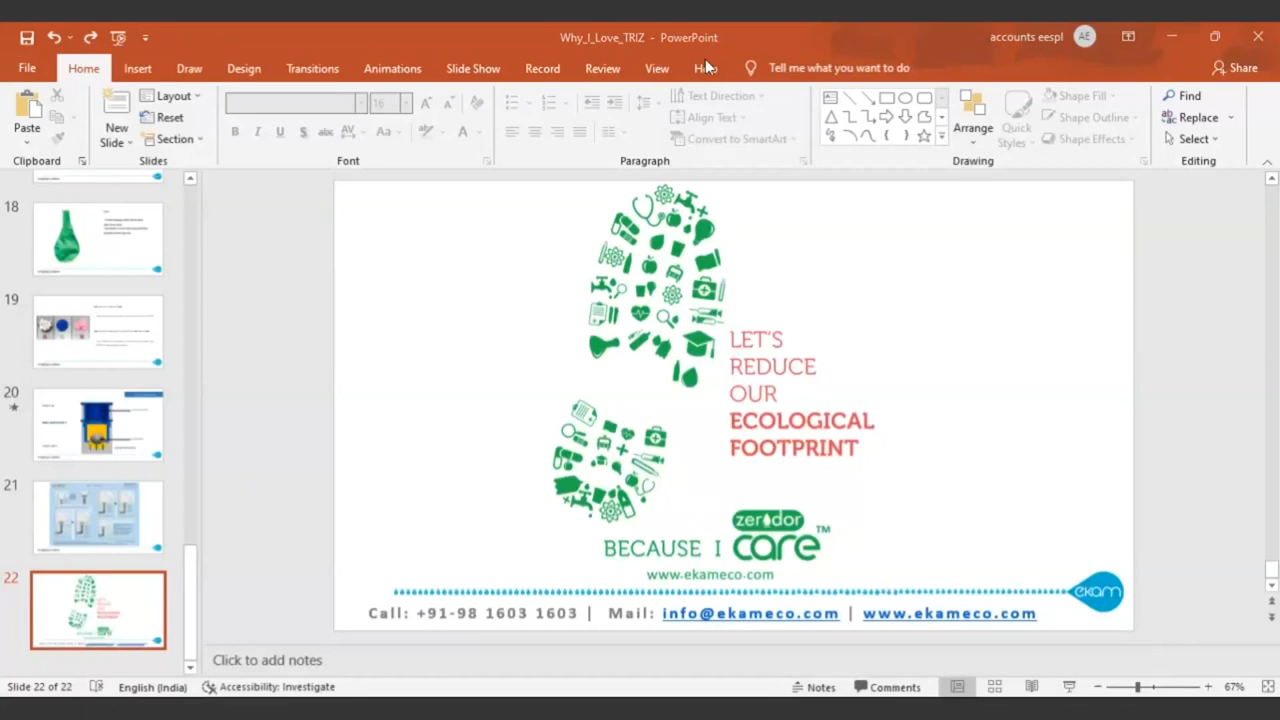 Why_I_Love_TRIZ - PowerPoint
accounts eespl
AE
File
Home
Insert
Draw
Design
Transitions
Animations
Slide Show
Record
Review
View
Tell me what you want to do
Share
Paste
New
Slide
Layout
Reset
Section
16
Text Direction
Align Text
Convert to SmartArt
Arrange
Quick
Styles
Shape Fill
Shape Outline
Shape Effects
Find
Replace
Select
Clipboard
Slides
Font
Paragraph
Drawing
Editing
18
19
20
21
22
LET'S
REDUCE
OUR
ECOLOGICAL
FOOTPRINT
BECAUSE I
zerodor
care™
www.ekameco.com
ekam
Call: +91-98 1603 1603 | Mail: info@ekameco.com | www.ekameco.com
Click to add notes
Slide 22 of 22
English (India)
Accessibility: Investigate
Notes
Comments
67%